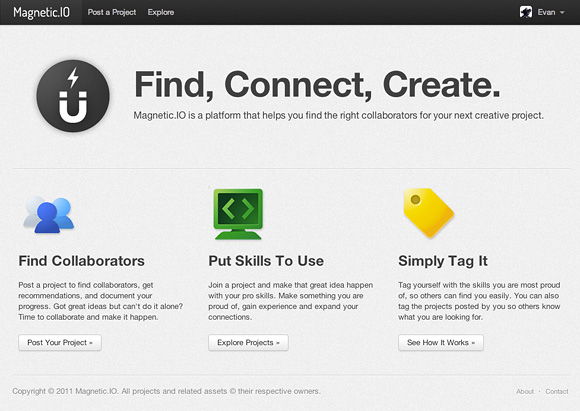 Magnetic.IO Post a Project Explore Evan
Find, Connect, Create.
Magnetic.IO is a platform that helps you find the right collaborators for your next creative project.
Find Collaborators
Post a project to find collaborators, get
recommendations, and document your
progress. Got great ideas but can't do it alone?
Time to collaborate and make it happen.
Post Your Project »
Put Skills To Use
Join a project and make that great idea happen
with your pro skills. Make something you are
proud of, gain experience and expand your
connections.
Explore Projects »
Simply Tag It
Tag yourself with the skills you are most proud
of, so others can find you easily. You can also
tag the projects posted by you so others know
what you are looking for.
See How It Works »
Copyright © 2011 Magnetic.IO. All projects and related assets © their respective owners. About · Contact